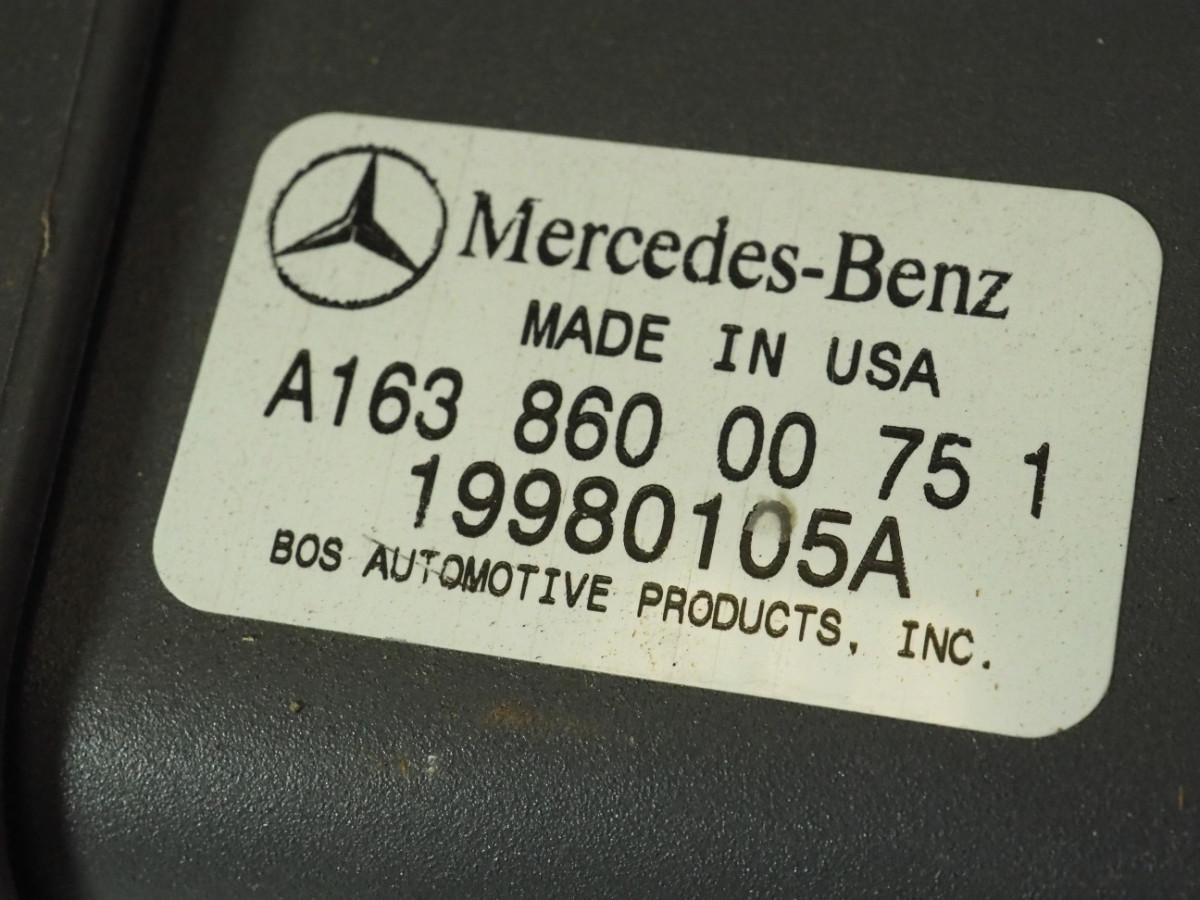 Mercedes-Benz
MADE IN USA
A163 860 00 75 1
19980105A
BOS AUTOMOTIVE PRODUCTS, INC.